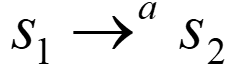 s₁ →ᵃ s₂